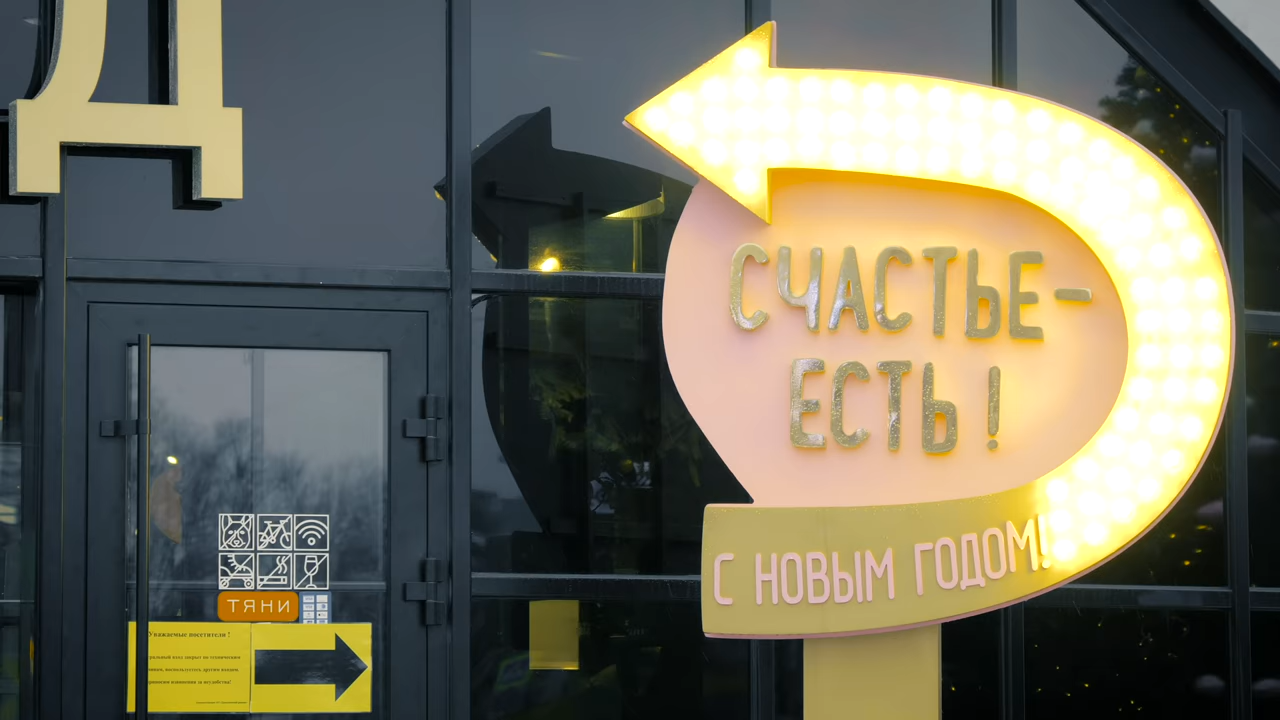 Д
СЧАСТЬЕ –
ЕСТЬ !
С НОВЫМ ГОДОМ!
ТЯНИ
Уважаемые посетители !